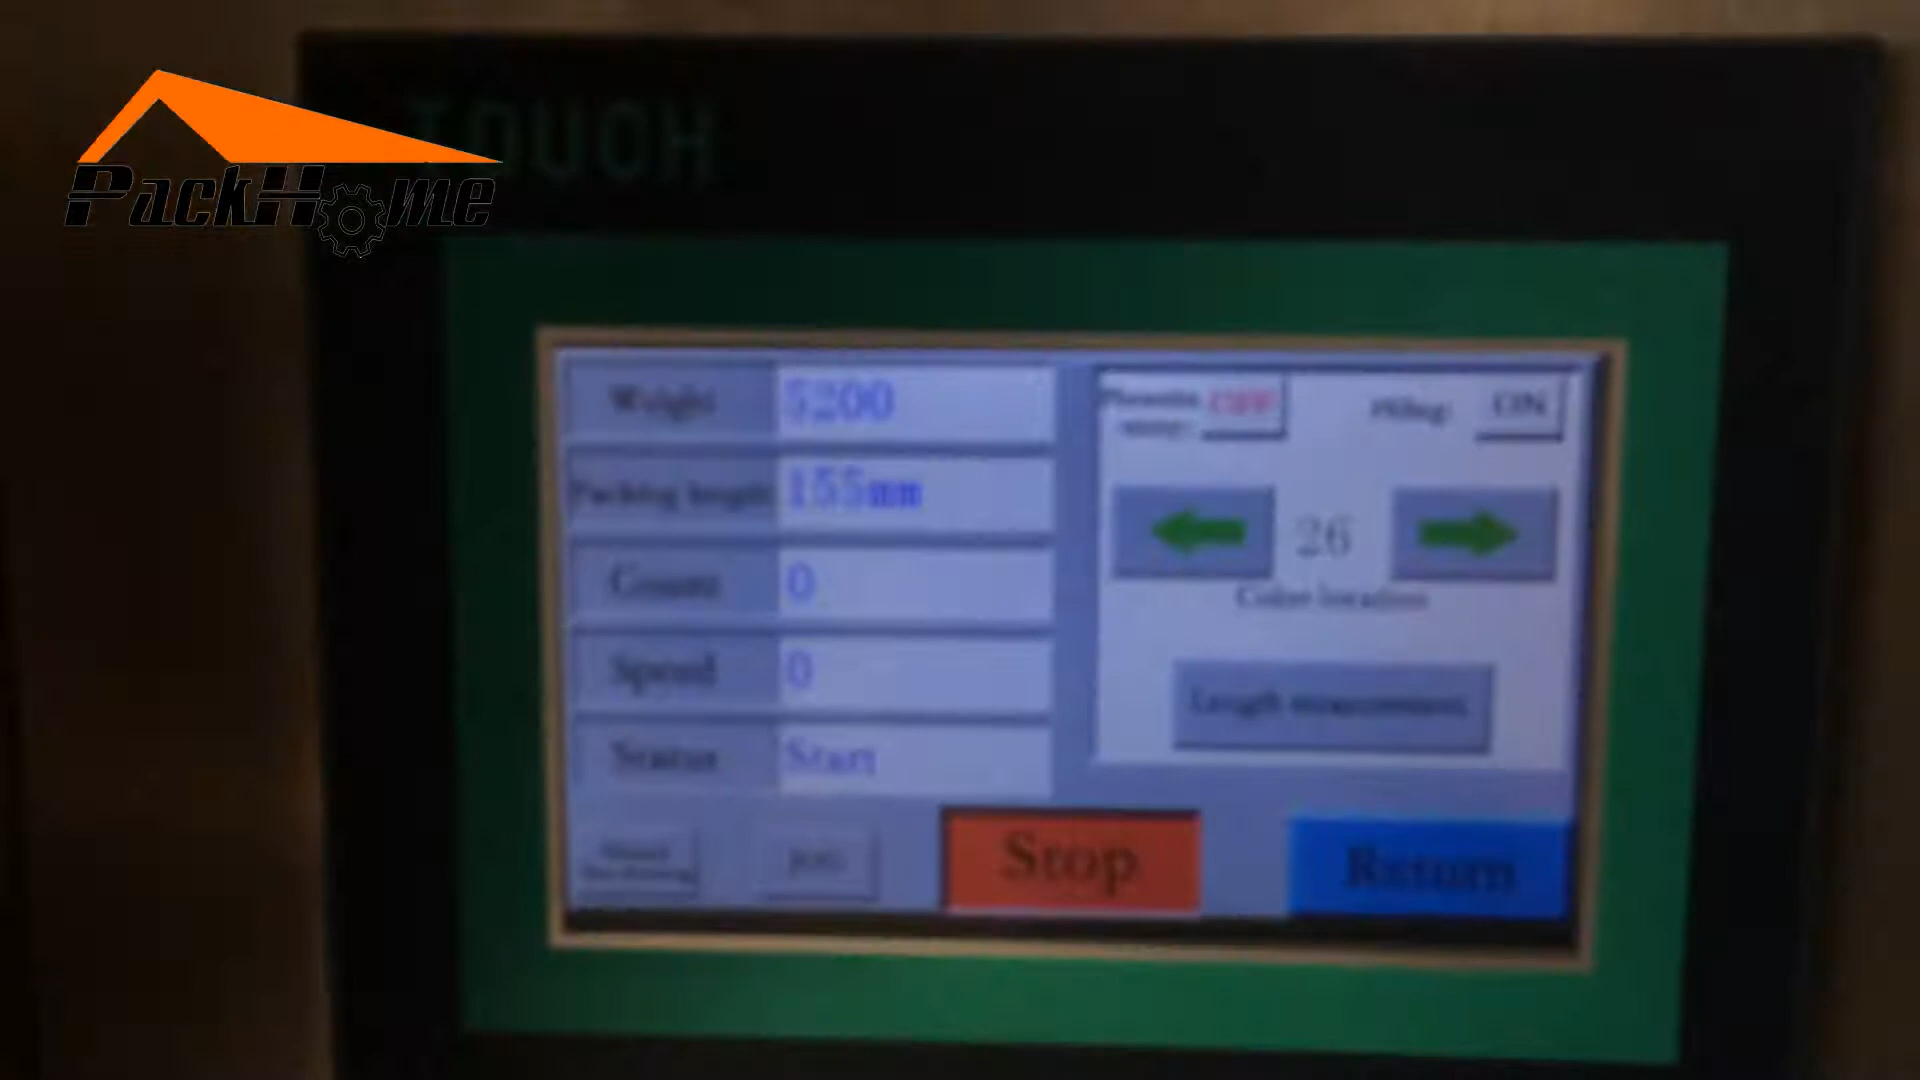 TOUCH
PackHome
Weight 5200
OFF
Filling: ON
Packing length 155mm
26
Count 0
Color location
Speed 0
Length measurement
Status Start
JOG
Stop
Return